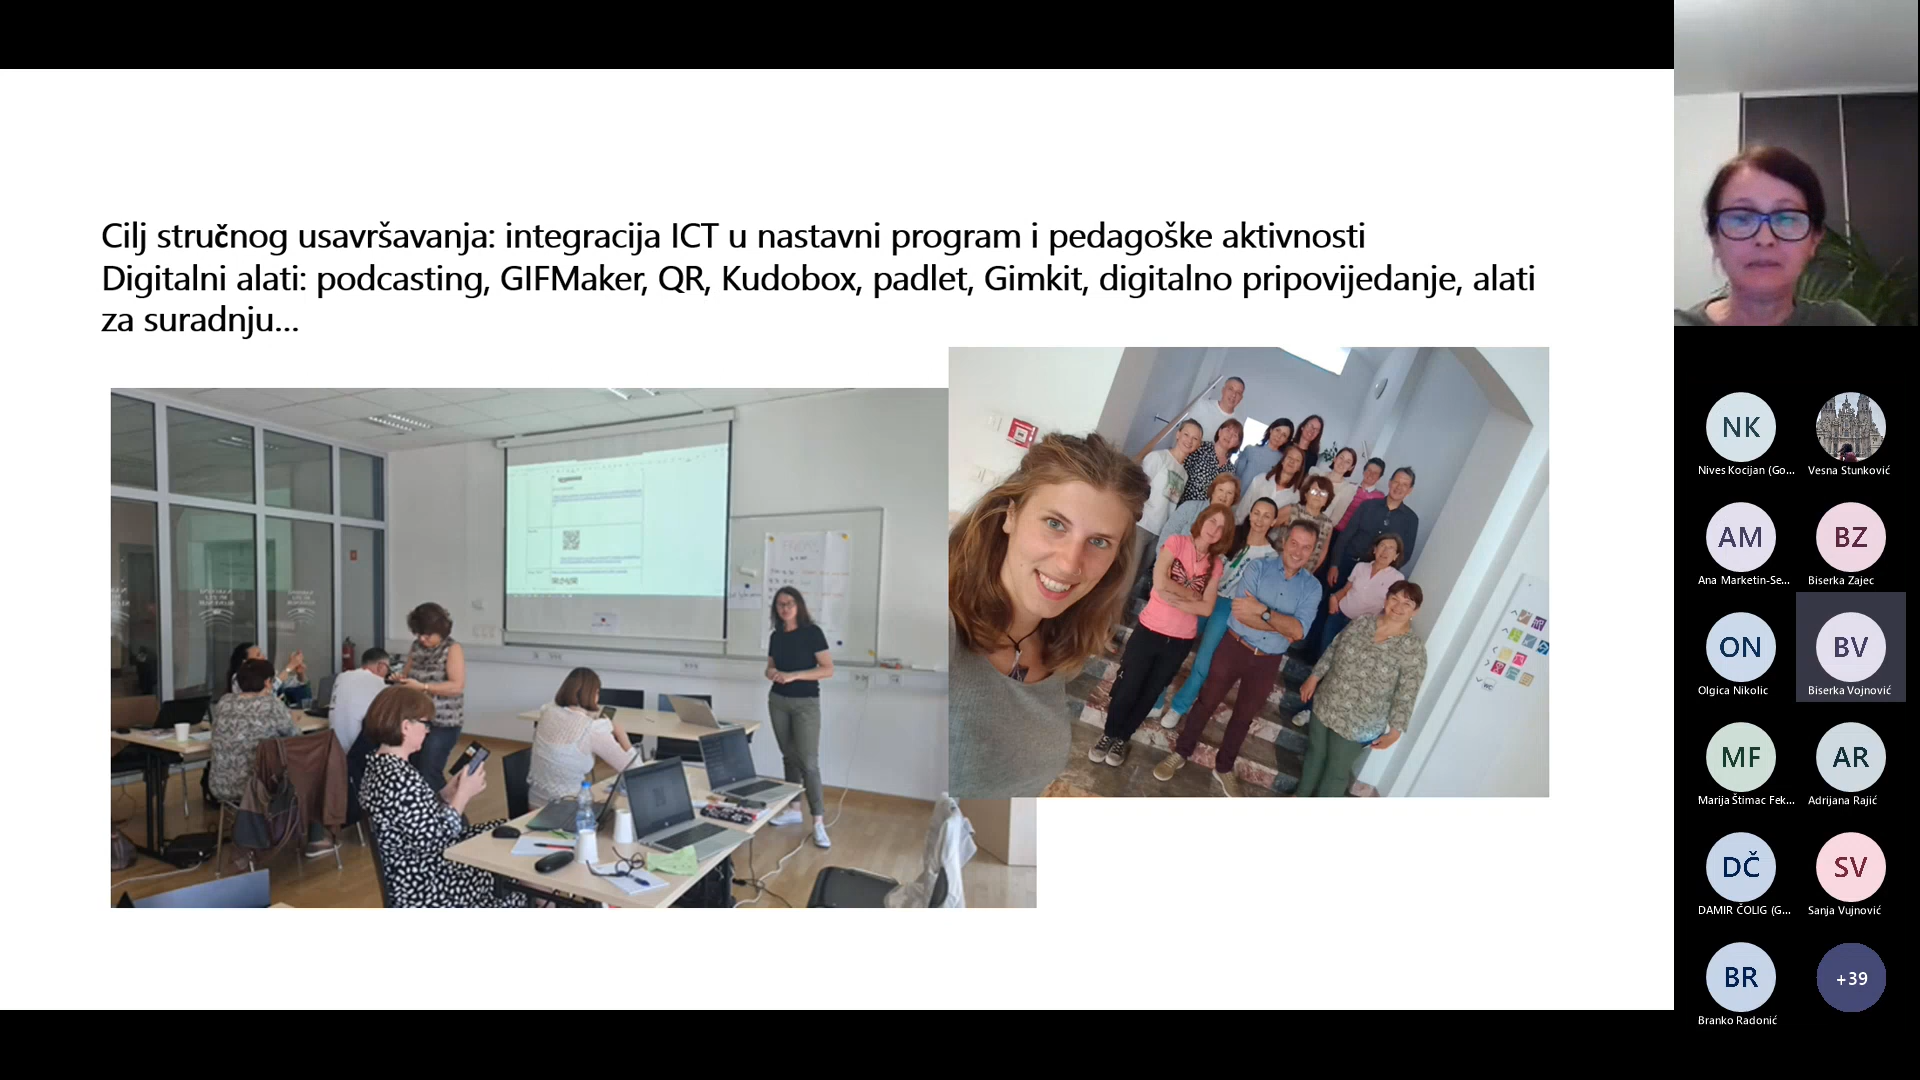 Cilj stručnog usavršavanja: integracija ICT u nastavni program i pedagoške aktivnosti
Digitalni alati: podcasting, GIFMaker, QR, Kudobox, padlet, Gimkit, digitalno pripovijedanje, alati
za suradnju...
NK
Nives Kocijan (Go...
Vesna Stunković
AM
Ana Marketin-Se...
BZ
Biserka Zajec
ON
Olgica Nikolic
BV
Biserka Vojnović
MF
Marija Štimac Fek...
AR
Adrijana Rajić
DČ
DAMIR ČOLIG (G...
SV
Sanja Vujnović
BR
Branko Radonić
+39